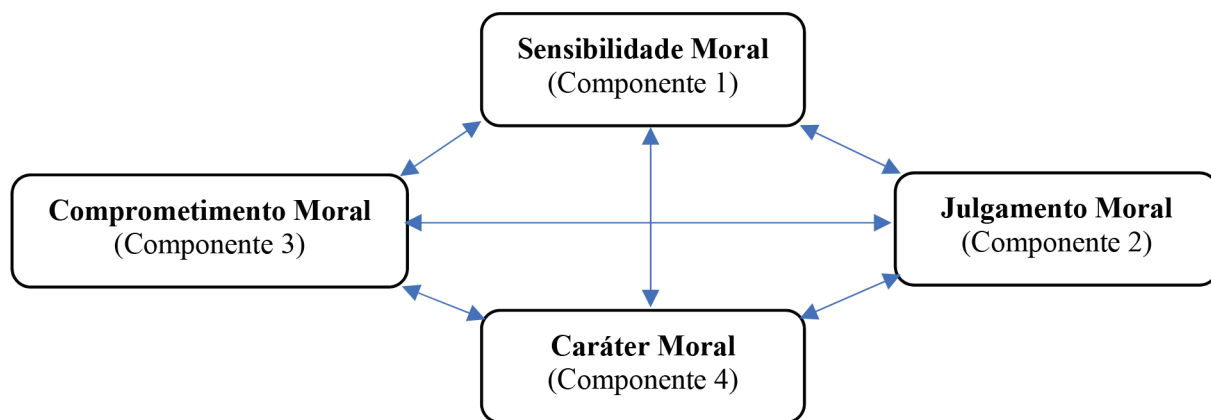 Sensibilidade Moral
(Componente 1)
Comprometimento Moral
(Componente 3)
Julgamento Moral
(Componente 2)
Caráter Moral
(Componente 4)